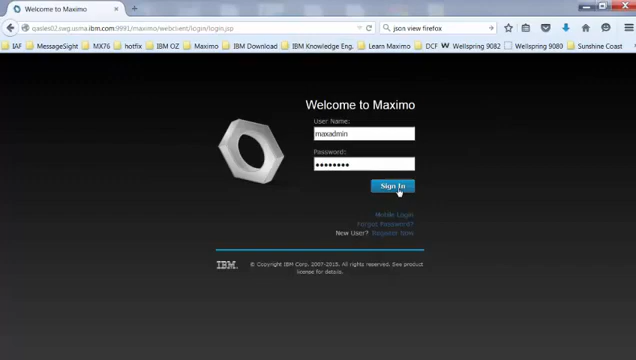 Welcome to Maximo
qasles02.swg.usma.ibm.com:9991/maximo/webclient/login/login.jsp
json view firefox
IAF MessageSight MX76 hotfix IBM OZ Maximo IBM Download IBM Knowledge Eng. Learn Maximo DCF Wellspring 9082 Wellspring 9080 Sunshine Coast
Welcome to Maximo
User Name:
maxadmin
Password:
••••••••
Sign In
Mobile Login
Forgot Password?
New User? Register Now
IBM © Copyright IBM Corp. 2007-2015. All rights reserved. See product
license for details.